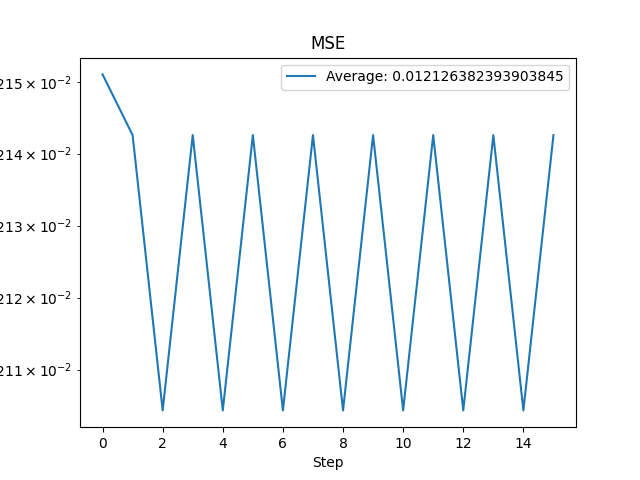 MSE
Average: 0.012126382393903845
215 × 10⁻²
214 × 10⁻²
213 × 10⁻²
212 × 10⁻²
211 × 10⁻²
0 2 4 6 8 10 12 14
Step